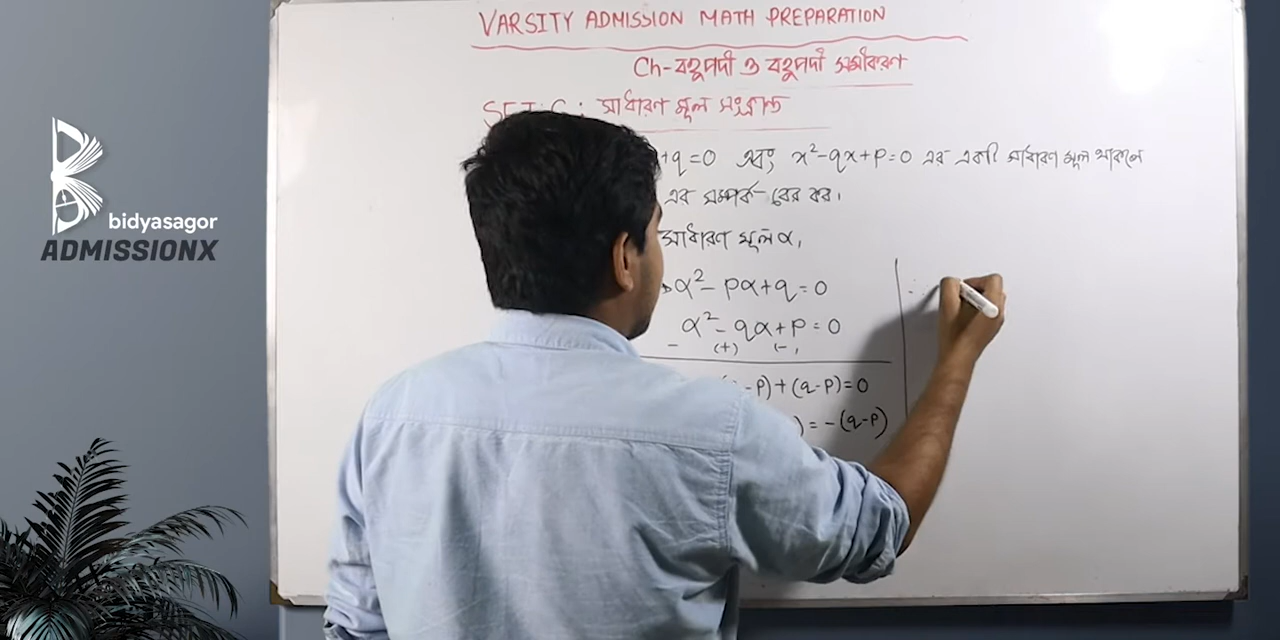 VARSITY ADMISSION MATH PREPARATION
Ch-বহুপদী ও বহুপদী সমীকরণ
SET: 6: সাধারণ মূল সংক্রান্ত
+q=0 এবং x²-qx+p=0 এর একটি সাধারণ মূল থাকলে
এর সম্পর্ক বের কর।
সাধারণ মূল α,
α²-pα+q=0
α²-qα+p=0
- (+) (-)
-p)+(q-p)=0
)=-(q-p)
bidyasagor
ADMISSIONX